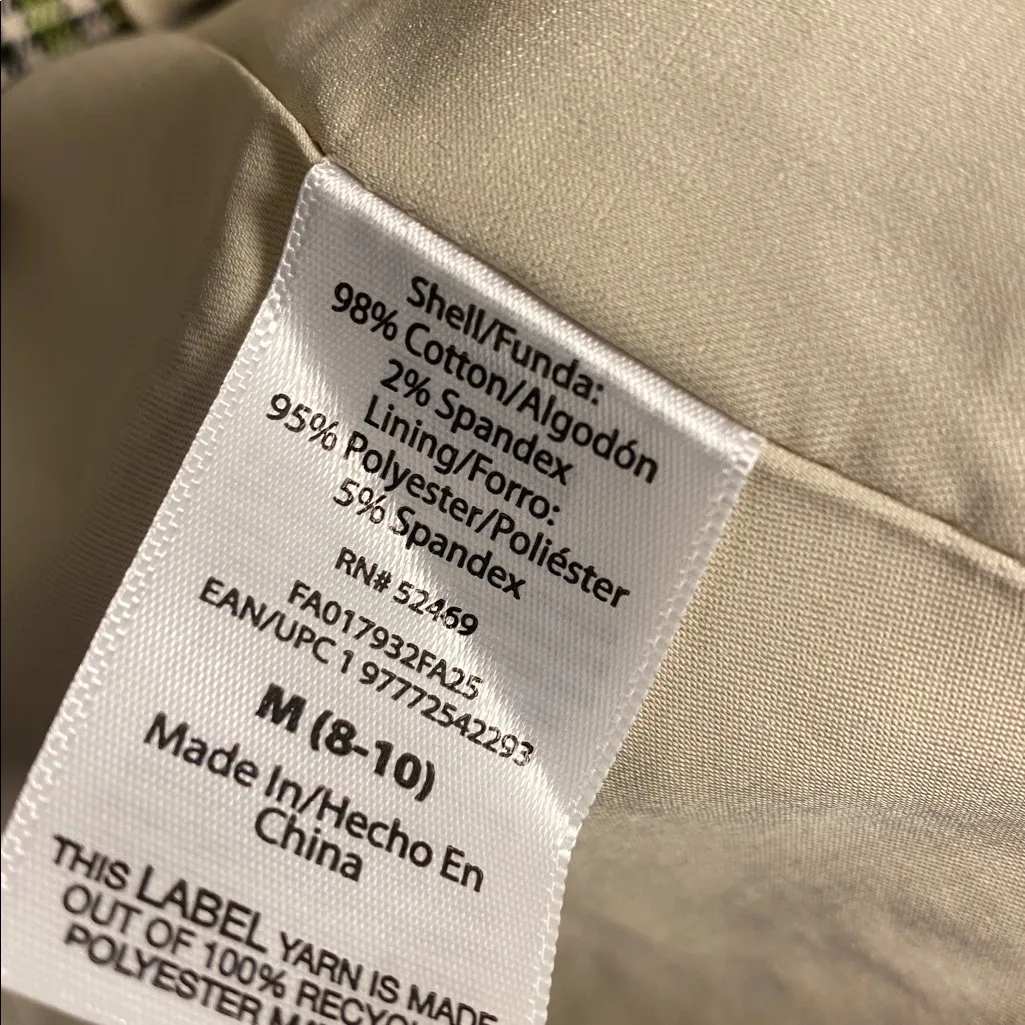 Shell/Funda:
98% Cotton/Algodón
2% Spandex
Lining/Forro:
95% Polyester/Poliéster
5% Spandex
RN# 52469
FA017932FA25
EAN/UPC 1 97772542293
M (8-10)
Made In/Hecho En
China
THIS LABEL YARN IS MADE
OUT OF 100%
POLYESTER